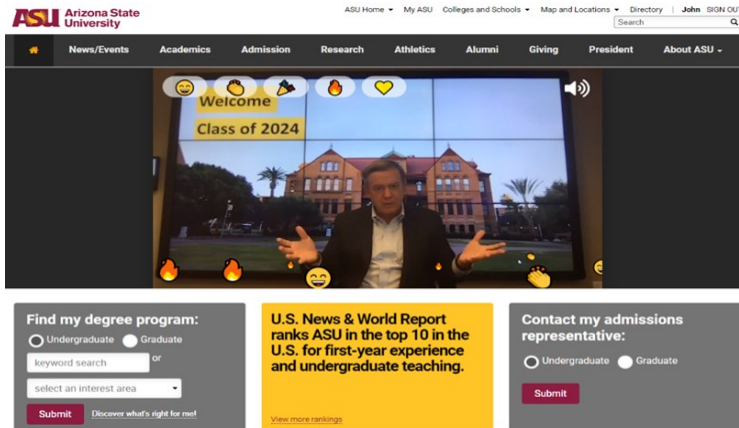 ASU Arizona State
University
ASU Home My ASU Colleges and Schools Map and Locations Directory | John SIGN OUT
Search
News/Events Academics Admission Research Athletics Alumni Giving President About ASU
Welcome
Class of 2024
Find my degree program:
Undergraduate Graduate
keyword search or
select an interest area
Submit Discover what's right for me!
U.S. News & World Report
ranks ASU in the top 10 in the
U.S. for first-year experience
and undergraduate teaching.
View more rankings
Contact my admissions
representative:
Undergraduate Graduate
Submit